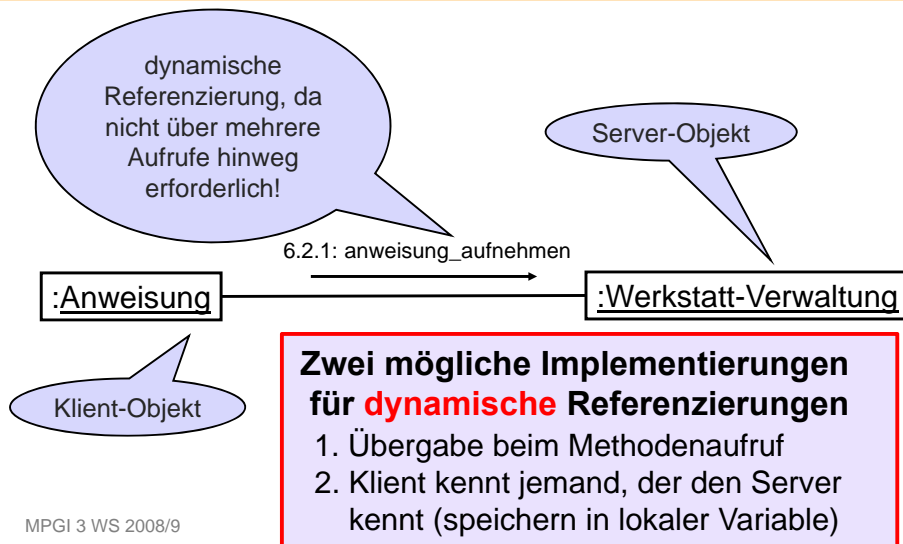 dynamische
Referenzierung, da
nicht über mehrere
Aufrufe hinweg
erforderlich!
Server-Objekt
6.2.1: anweisung_aufnehmen
:Anweisung
:Werkstatt-Verwaltung
Klient-Objekt
Zwei mögliche Implementierungen
für dynamische Referenzierungen
1. Übergabe beim Methodenaufruf
2. Klient kennt jemand, der den Server
kennt (speichern in lokaler Variable)
MPGI 3 WS 2008/9